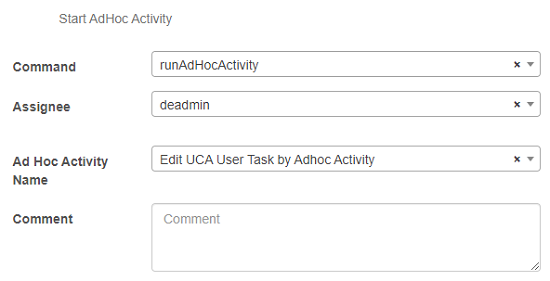 Start AdHoc Activity
Command
runAdHocActivity
Assignee
deadmin
Ad Hoc Activity
Name
Edit UCA User Task by Adhoc Activity
Comment
Comment